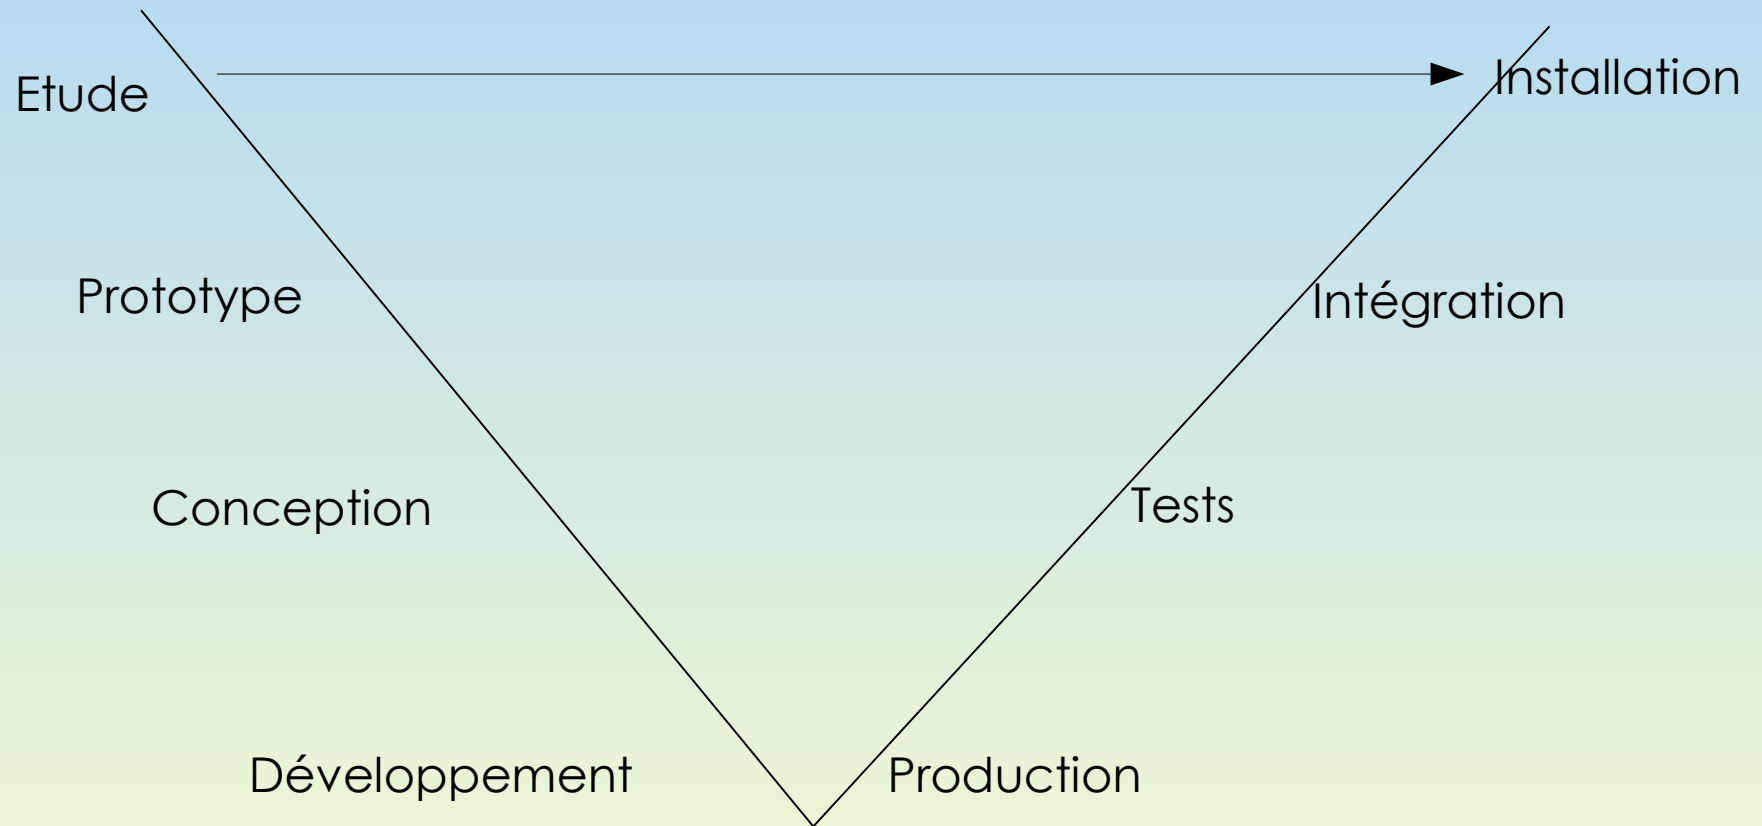 Etude
Installation
Prototype
Intégration
Conception
Tests
Développement
Production